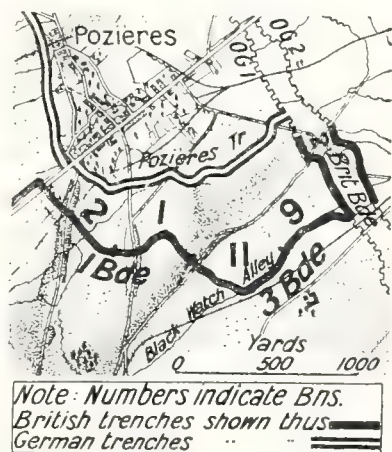 Pozieres
Pozieres Tr
Brit Bde
2
1
9
11
1 Bde
3 Bde
Black Watch Alley
Yards
0 500 1000
Note: Numbers indicate Bns.
British trenches shown thus
German trenches " "